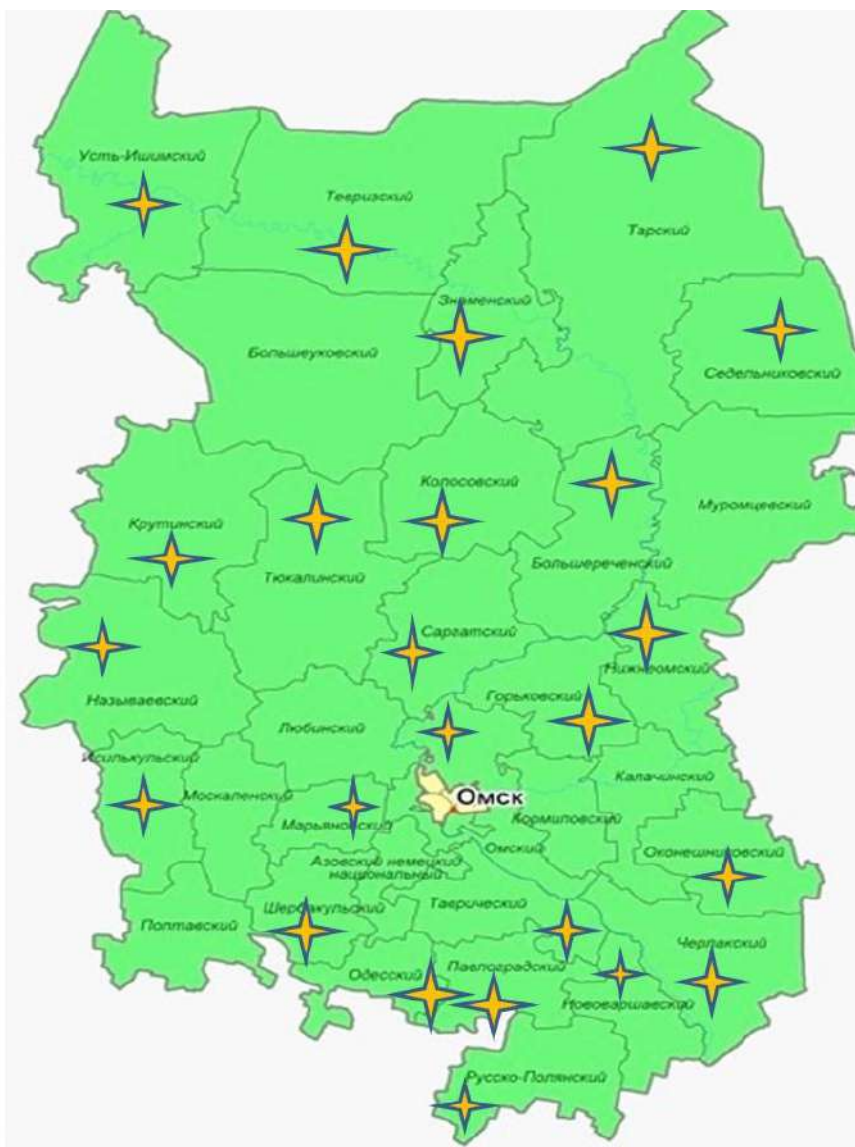 Усть-Ишимский
Тевризский
Тарский
Знаменский
Большеуковский
Седельниковский
Колосовский
Муромцевский
Крутинский
Тюкалинский
Большереченский
Саргатский
Нижнеомский
Называевский
Горьковский
Любинский
Исилькульский
Москаленский
Калачинский
Омск
Марьяновский
Кормиловский
Омский
Оконешниковский
Азовский немецкий
национальный
Шербакульский
Таврический
Полтавский
Черлакский
Одесский
Павлоградский
Нововаршавский
Русско-Полянский